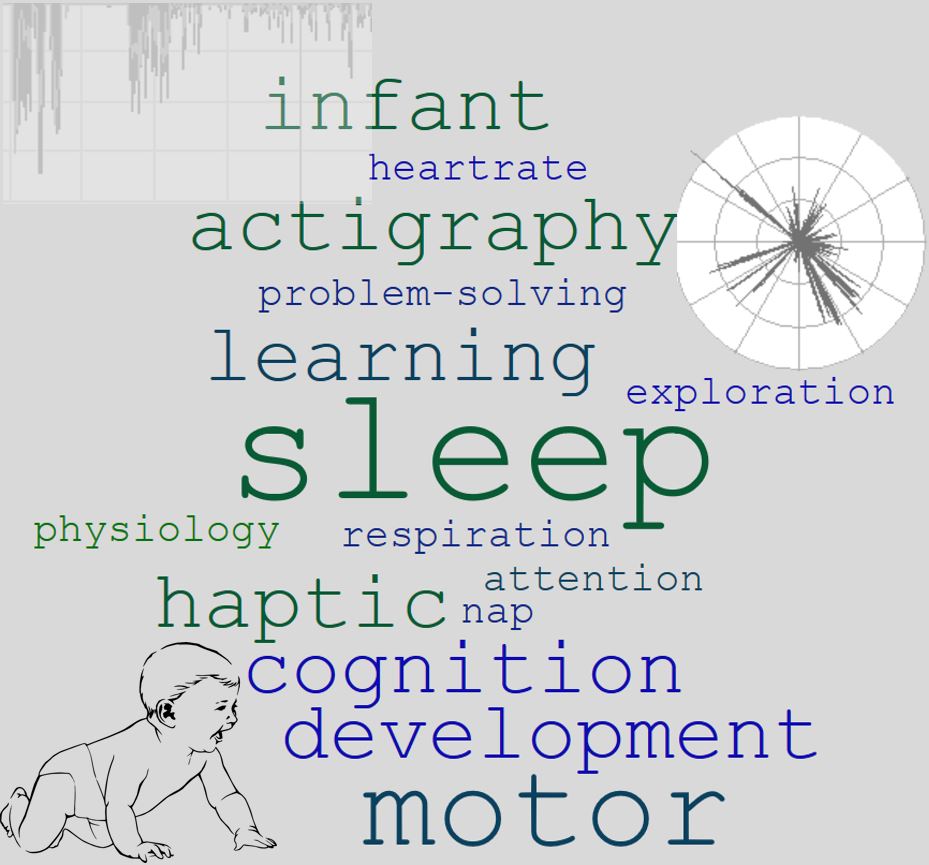 infant
heartrate
actigraphy
problem-solving
learning
exploration
sleep
physiology respiration
attention
haptic nap
cognition
development
motor